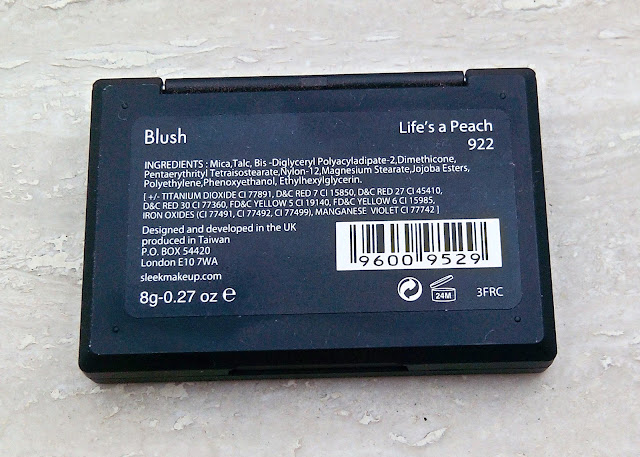 Blush
Life's a Peach
922
INGREDIENTS : Mica,Talc, Bis -Diglyceryl Polyacyladipate-2,Dimethicone,
Pentaerythrityl Tetraisostearate,Nylon-12,Magnesium Stearate,Jojoba Esters,
Polyethylene,Phenoxyethanol, Ethylhexylglycerin.
[ +/- TITANIUM DIOXIDE CI 77891, D&C RED 7 CI 15850, D&C RED 27 CI 45410,
D&C RED 30 CI 77360, FD&C YELLOW 5 CI 19140, FD&C YELLOW 6 CI 15985,
IRON OXIDES (CI 77491, CI 77492, CI 77499), MANGANESE VIOLET CI 77742 ]
Designed and developed in the UK
produced in Taiwan
P.O. BOX 54420
London E10 7WA
sleekmakeup.com
8g-0.27 oz ℮
9600 9529
24M
3FRC